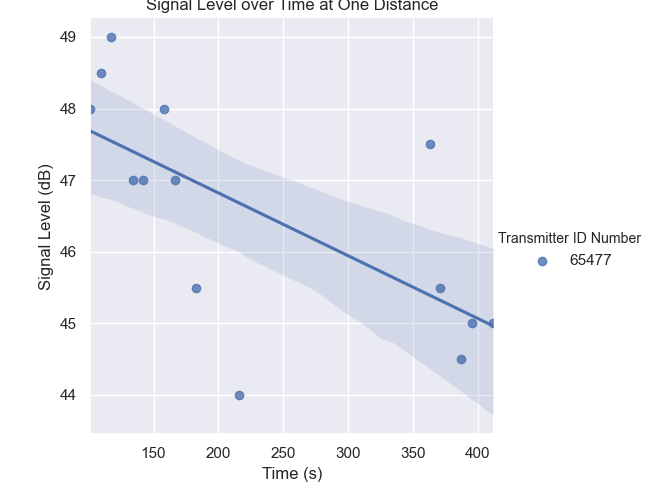 Signal Level over Time at One Distance
49
48
47
46
45
44
Signal Level (dB)
150 200 250 300 350 400
Time (s)
Transmitter ID Number
65477